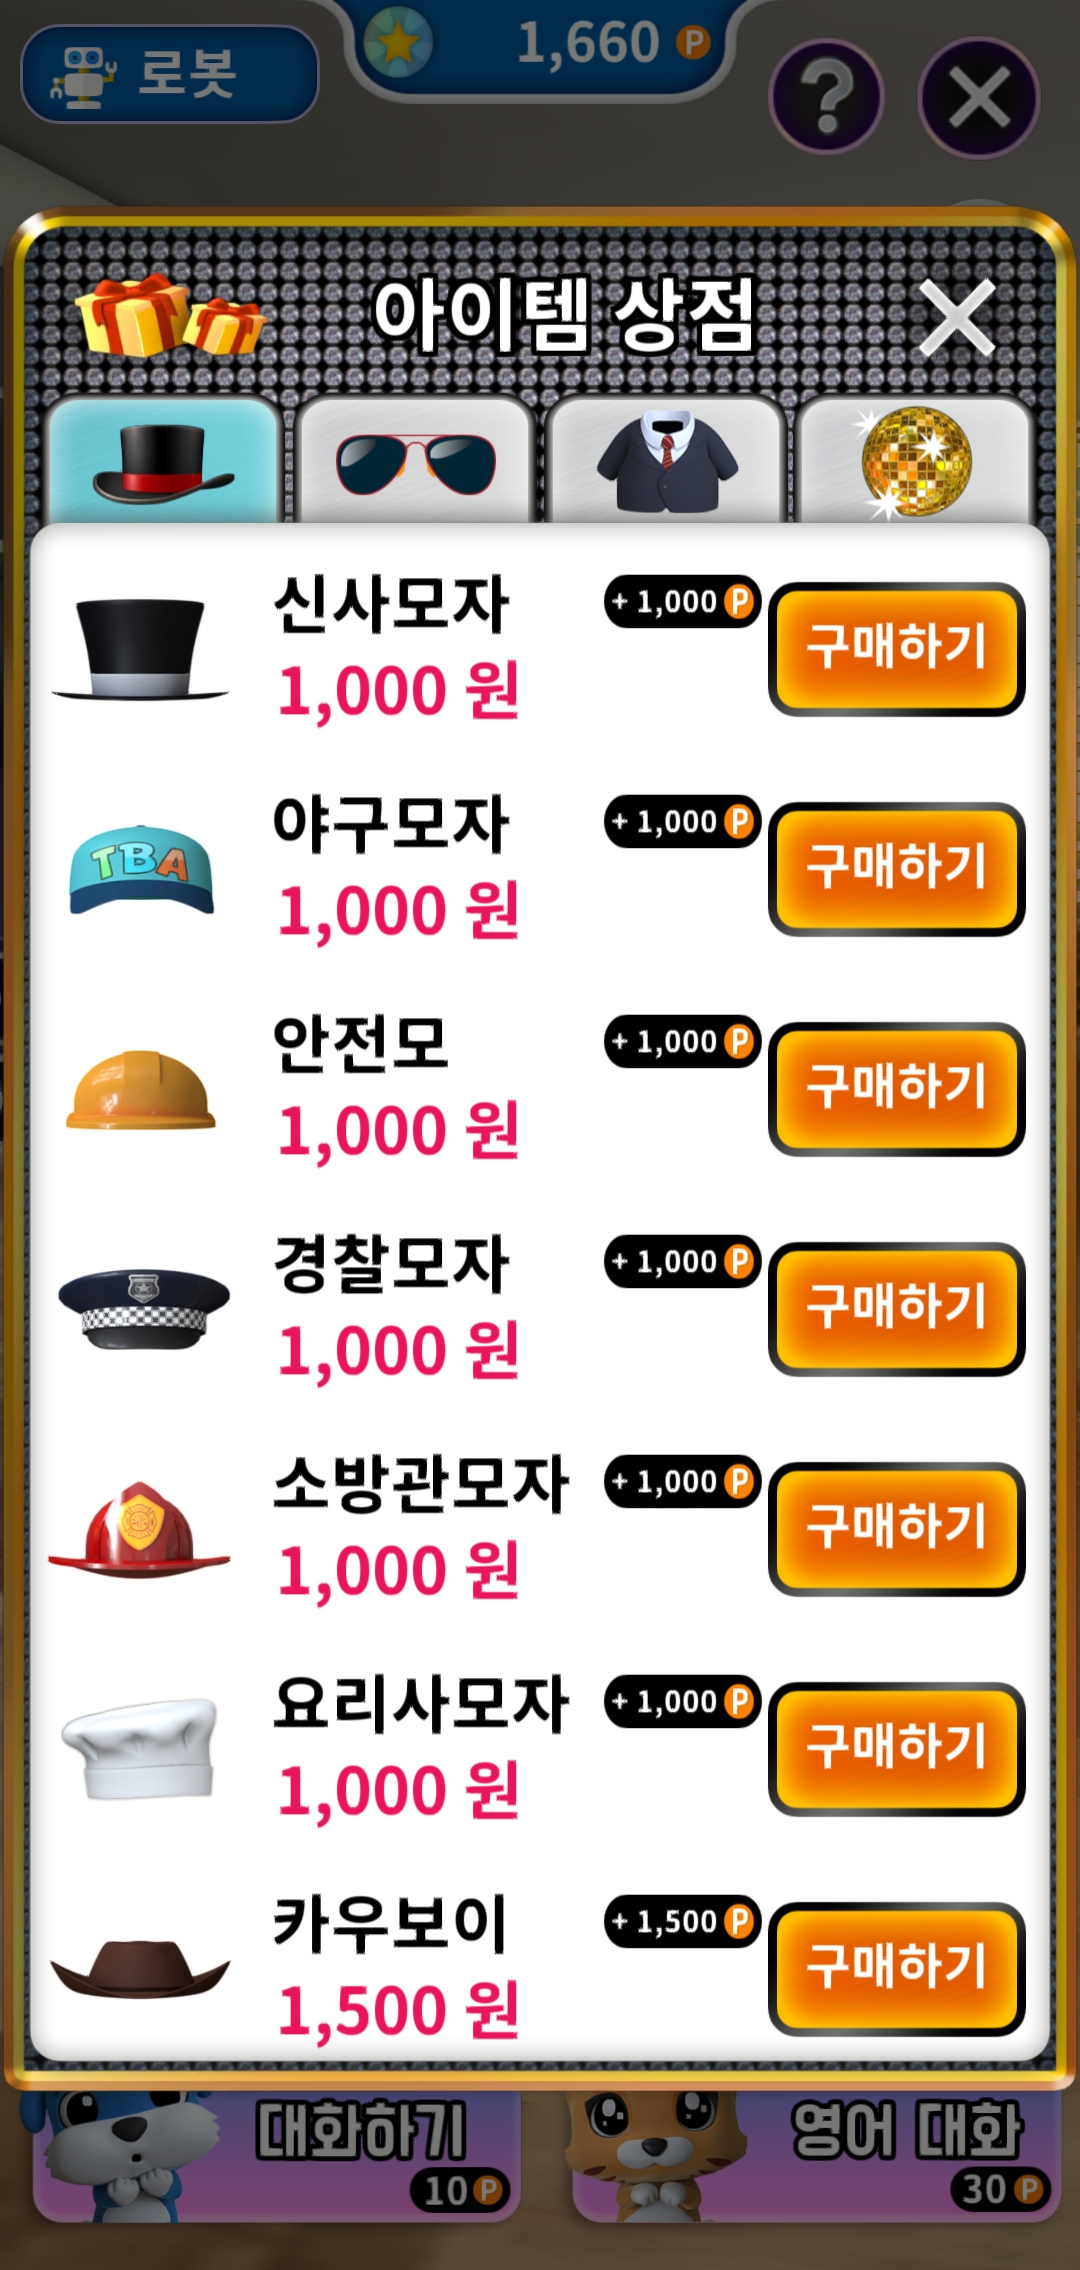 로봇
1,660 P
?
아이템 상점
신사모자
+ 1,000 P
구매하기
1,000 원
TBA
야구모자
+ 1,000 P
구매하기
1,000 원
안전모
+ 1,000 P
구매하기
1,000 원
경찰모자
+ 1,000 P
구매하기
1,000 원
소방관모자
+ 1,000 P
구매하기
1,000 원
요리사모자
+ 1,000 P
구매하기
1,000 원
카우보이
+ 1,500 P
구매하기
1,500 원
대화하기
10 P
영어 대화
30 P